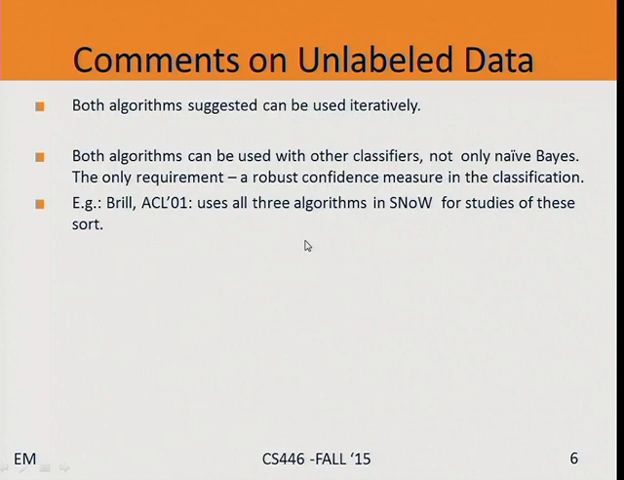 Comments on Unlabeled Data
Both algorithms suggested can be used iteratively.
Both algorithms can be used with other classifiers, not only naïve Bayes.
The only requirement – a robust confidence measure in the classification.
E.g.: Brill, ACL’01: uses all three algorithms in SNoW for studies of these
sort.
EM
CS446 -FALL ‘15
6